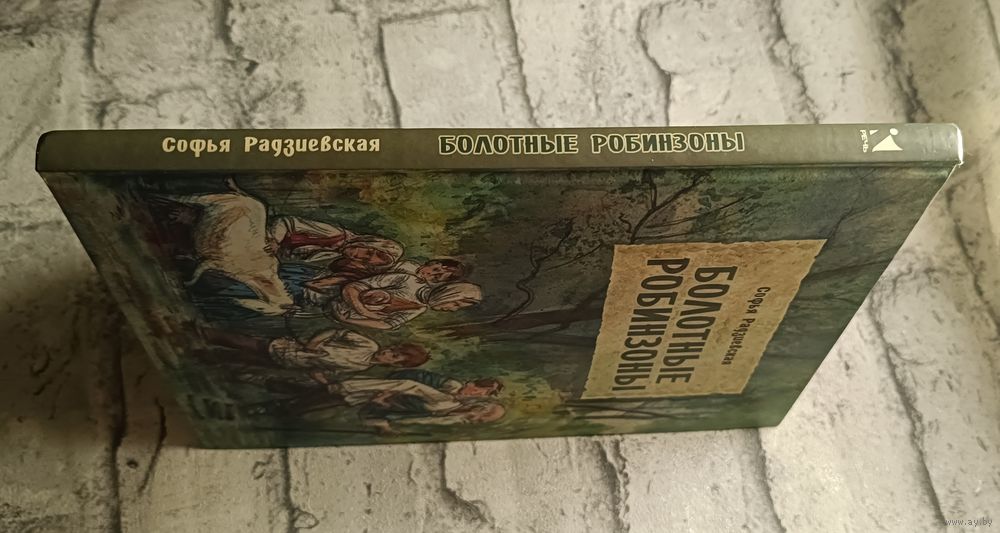 Софья Радзиевская БОЛОТНЫЕ РОБИНЗОНЫ РЕЧЬ
Софья Радзиевская
БОЛОТНЫЕ
РОБИНЗОНЫ
www.ay.by